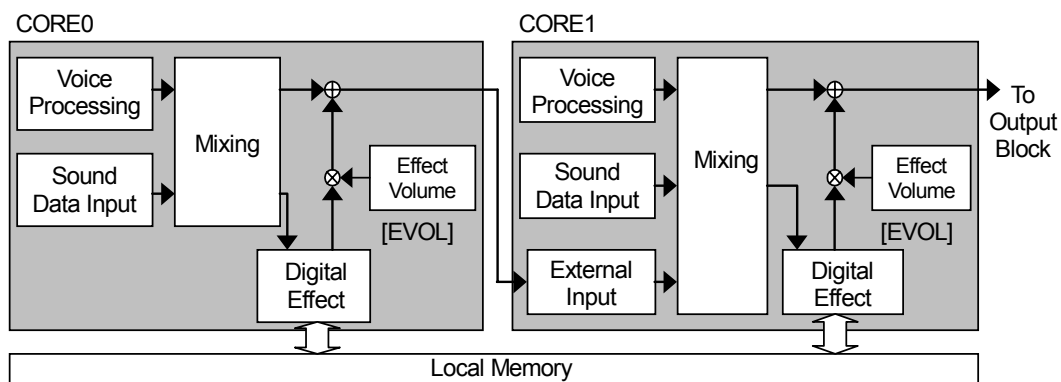 CORE0
Voice
Processing
Mixing
Sound
Data Input
Effect
Volume
[EVOL]
Digital
Effect
CORE1
Voice
Processing
Mixing
Sound
Data Input
External
Input
Effect
Volume
[EVOL]
Digital
Effect
To
Output
Block
Local Memory